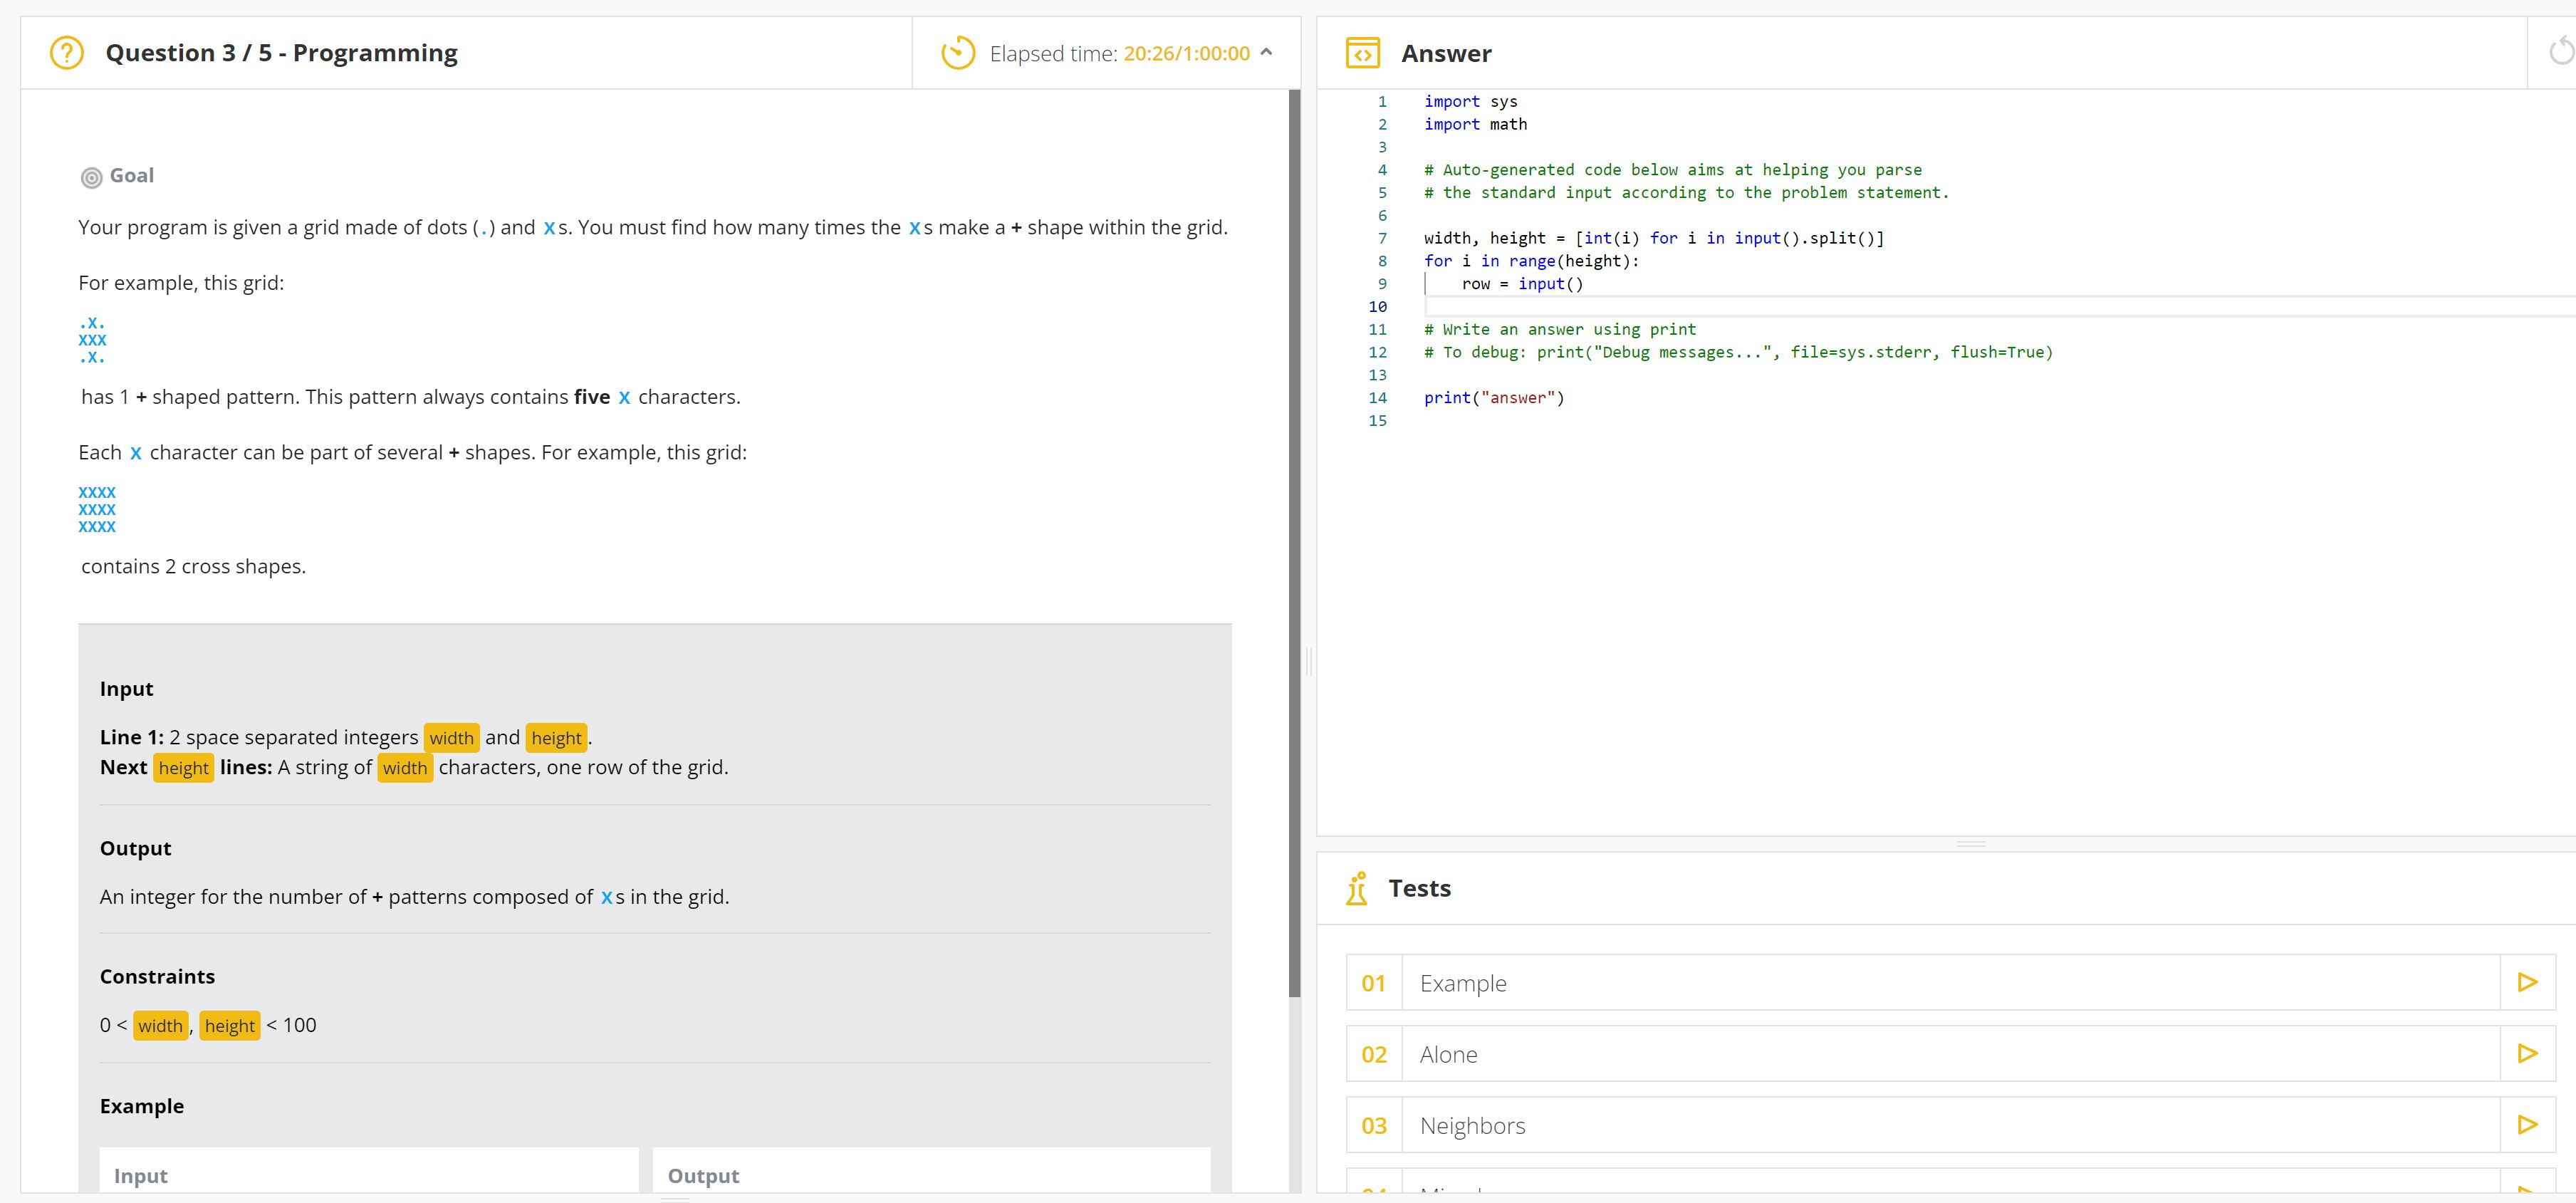 Question 3 / 5 - Programming
Elapsed time: 20:26/1:00:00
Goal
Your program is given a grid made of dots (.) and Xs. You must find how many times the Xs make a + shape within the grid.
For example, this grid:
.X.
XXX
.X.
has 1 + shaped pattern. This pattern always contains five X characters.
Each X character can be part of several + shapes. For example, this grid:
XXXX
XXXX
XXXX
contains 2 cross shapes.
Input
Line 1: 2 space separated integers width and height.
Next height lines: A string of width characters, one row of the grid.
Output
An integer for the number of + patterns composed of Xs in the grid.
Constraints
0 < width, height < 100
Example
Input
Output
Answer
1 import sys
2 import math
3
4 # Auto-generated code below aims at helping you parse
5 # the standard input according to the problem statement.
6
7 width, height = [int(i) for i in input().split()]
8 for i in range(height):
9     row = input()
10
11 # Write an answer using print
12 # To debug: print("Debug messages...", file=sys.stderr, flush=True)
13
14 print("answer")
15
Tests
01 Example
02 Alone
03 Neighbors